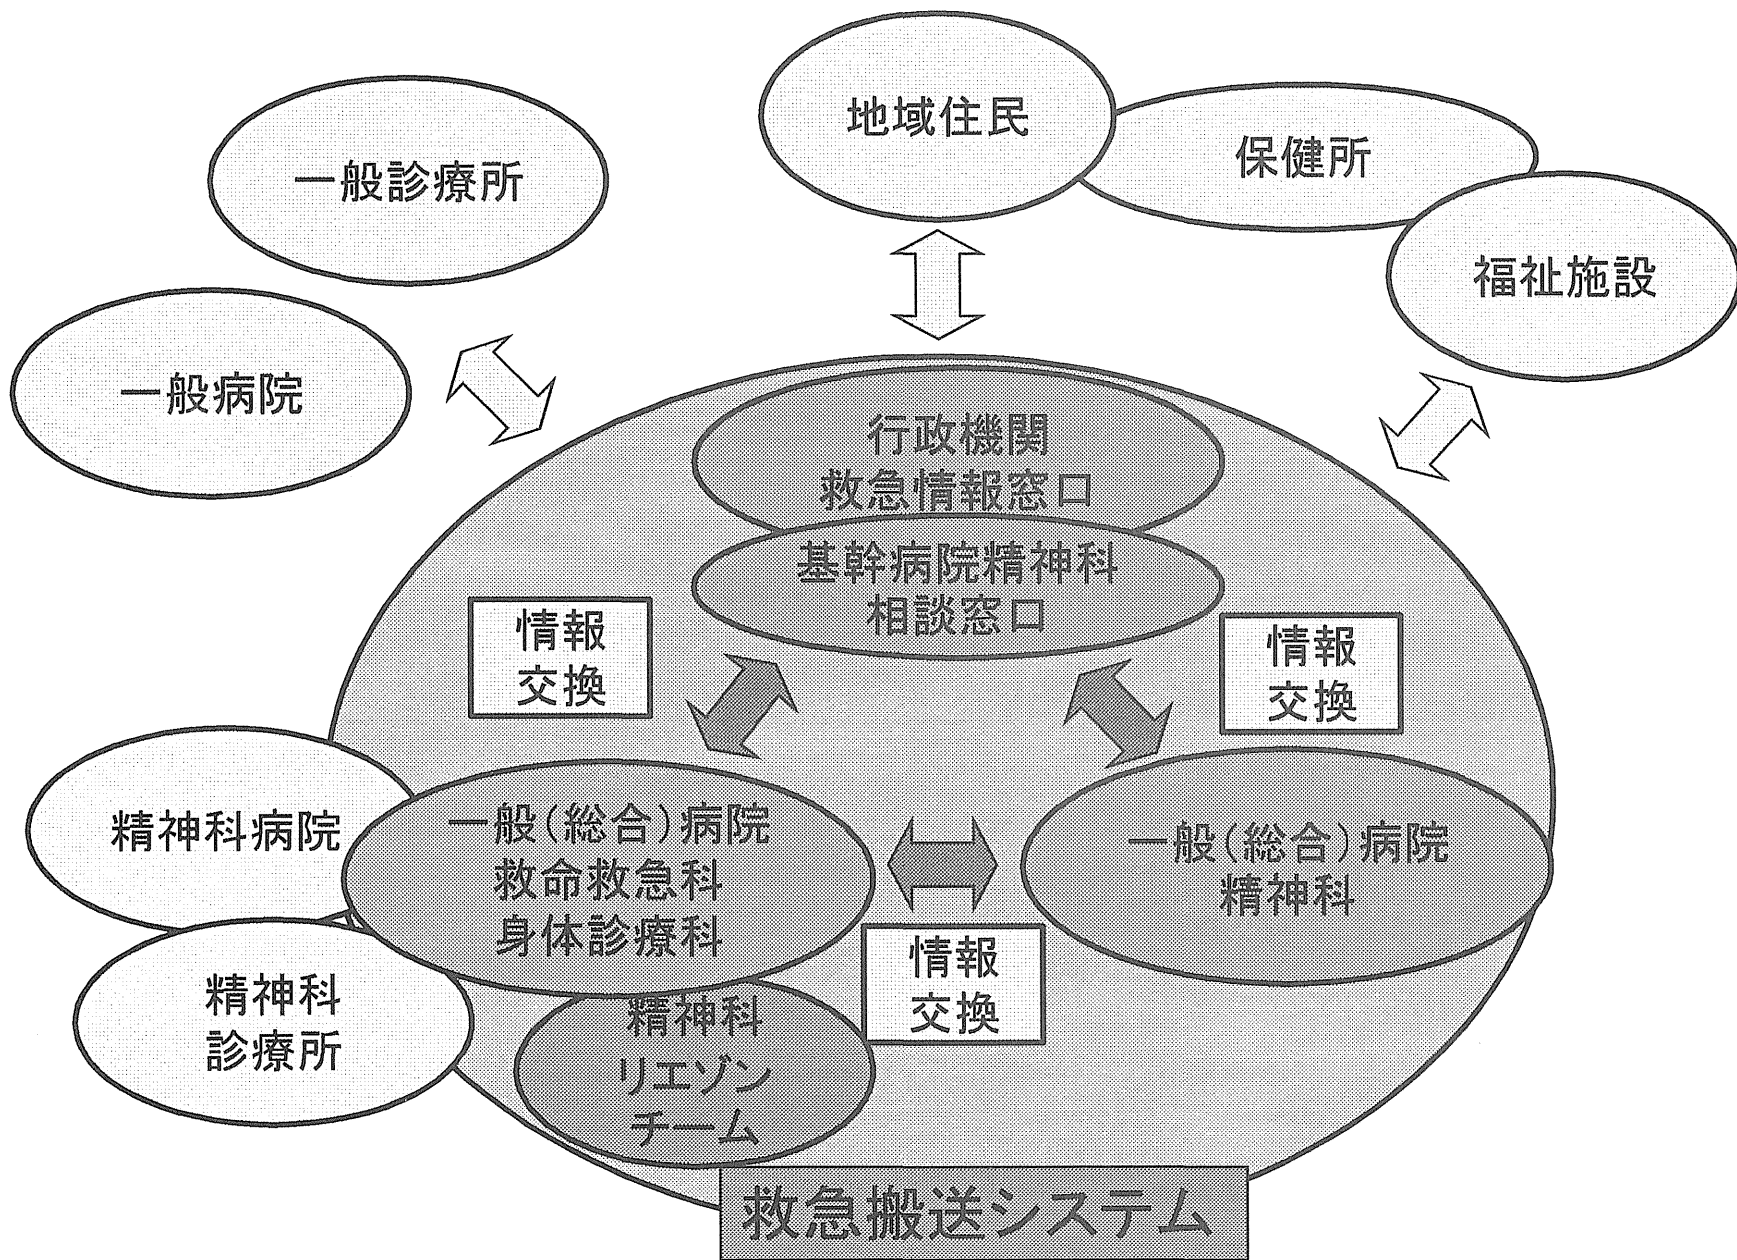 地域住民
保健所
一般診療所
福祉施設
一般病院
行政機関
救急情報窓口
基幹病院精神科
相談窓口
情報
交換
情報
交換
精神科病院
一般(総合)病院
救命救急科
身体診療科
一般(総合)病院
精神科
情報
交換
精神科
診療所
精神科
リエゾン
チーム
救急搬送システム